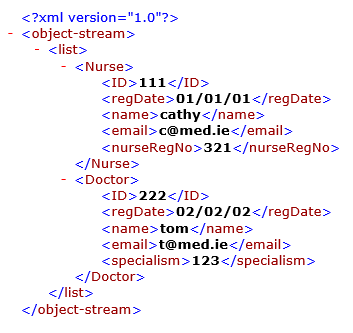 <?xml version="1.0"?>
- <object-stream>
- <list>
- <Nurse>
<ID>111</ID>
<regDate>01/01/01</regDate>
<name>cathy</name>
<email>c@med.ie</email>
<nurseRegNo>321</nurseRegNo>
</Nurse>
- <Doctor>
<ID>222</ID>
<regDate>02/02/02</regDate>
<name>tom</name>
<email>t@med.ie</email>
<specialism>123</specialism>
</Doctor>
</list>
</object-stream>